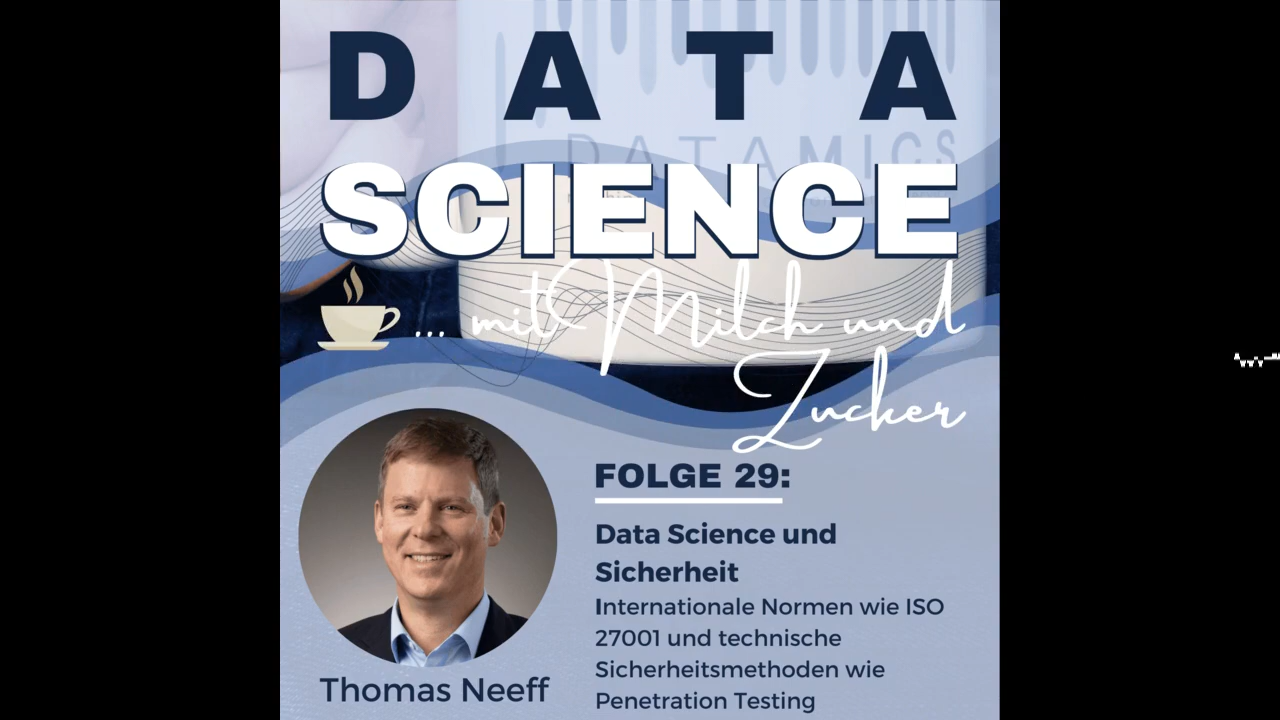 DATA
DATAMICS
SCIENCE
... mit Milch und
Zucker
FOLGE 29:
Data Science und
Sicherheit
Internationale Normen wie ISO
27001 und technische
Sicherheitsmethoden wie
Penetration Testing
Thomas Neeff